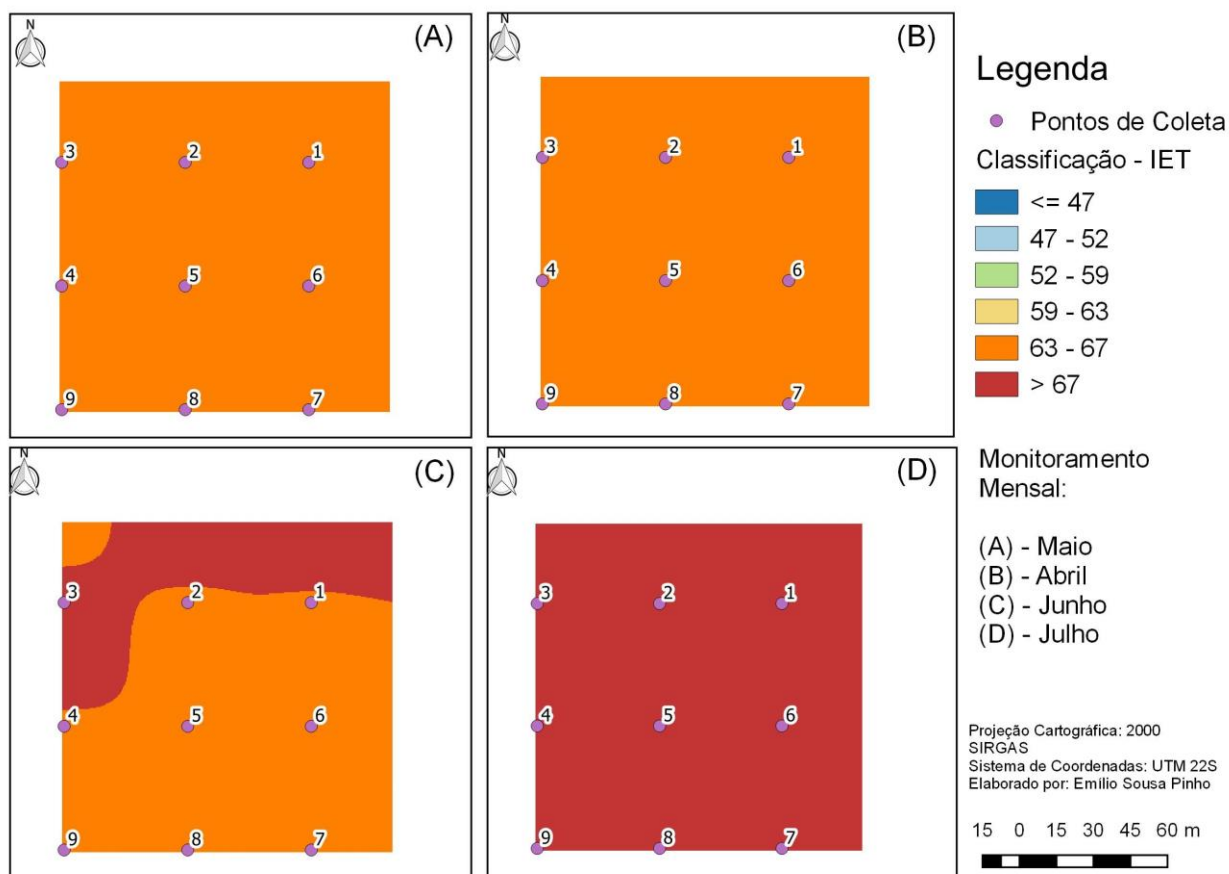 N
(A)
3 2 1
4 5 6
9 8 7
N
(B)
3 2 1
4 5 6
9 8 7
N
(C)
3 2 1
4 5 6
9 8 7
N
(D)
3 2 1
4 5 6
9 8 7
Legenda
Pontos de Coleta
Classificação - IET
<= 47
47 - 52
52 - 59
59 - 63
63 - 67
> 67
Monitoramento
Mensal:
(A) - Maio
(B) - Abril
(C) - Junho
(D) - Julho
Projeção Cartográfica: 2000
SIRGAS
Sistema de Coordenadas: UTM 22S
Elaborado por: Emílio Sousa Pinho
15 0 15 30 45 60 m